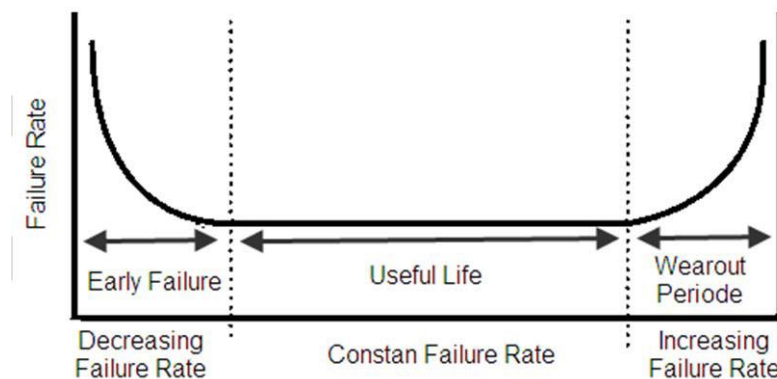 Failure Rate
Early Failure
Useful Life
Wearout
Periode
Decreasing
Failure Rate
Constan Failure Rate
Increasing
Failure Rate